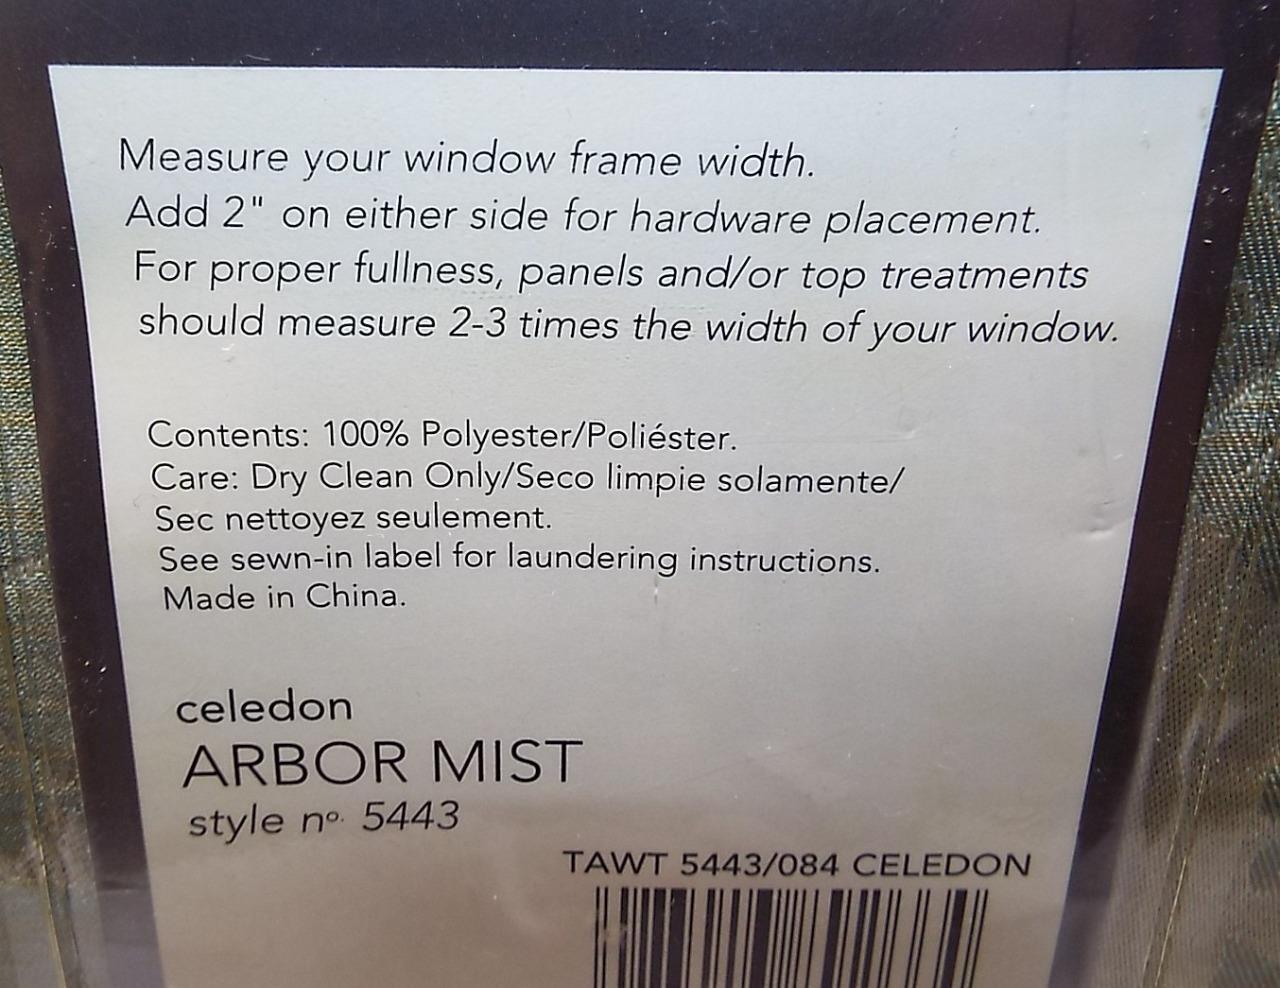 Measure your window frame width.
Add 2" on either side for hardware placement.
For proper fullness, panels and/or top treatments
should measure 2-3 times the width of your window.
Contents: 100% Polyester/Poliéster.
Care: Dry Clean Only/Seco limpie solamente/
Sec nettoyez seulement.
See sewn-in label for laundering instructions.
Made in China.
celedon
ARBOR MIST
style nº. 5443
TAWT 5443/084 CELEDON